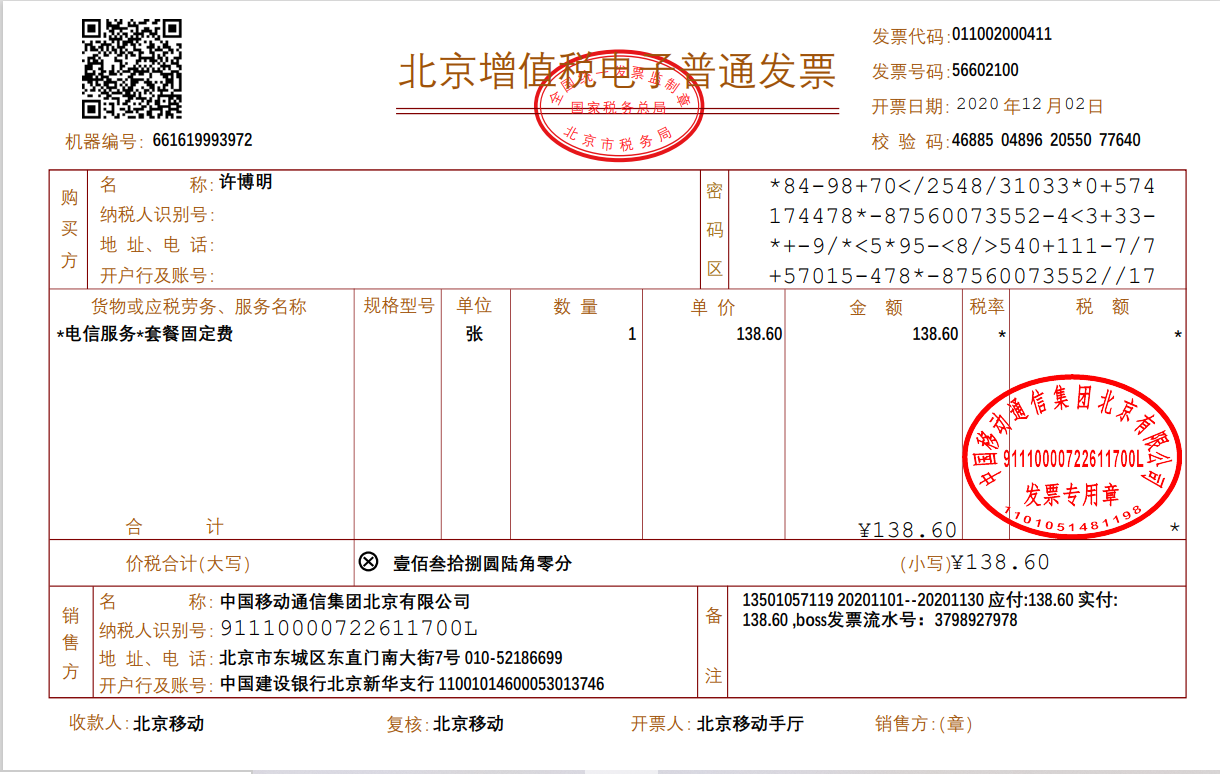 北京增值税电子普通发票
全国统一发票监制章
国家税务总局
北京市税务局
发票代码:011002000411
发票号码:56602100
开票日期: 2020 年12 月02日
校 验 码:46885 04896 20550 77640
机器编号: 661619993972
购买方
名 称: 许博明
纳税人识别号:
地 址、电 话:
开户行及账号:
密码区
*84-98+70</2548/31033*0+574
174478*-87560073552-4<3+33-
*+-9/*<5*95-<8/>540+111-7/7
+57015-478*-87560073552//17
货物或应税劳务、服务名称 规格型号 单位 数 量 单 价 金 额 税率 税 额
*电信服务*套餐固定费 张 1 138.60 138.60 * *
中国移动通信集团北京有限公司
91110000722611700L
发票专用章
1101051481198
合 计 ¥138.60 *
价税合计(大写) ⊗ 壹佰叁拾捌圆陆角零分 (小写)¥138.60
销售方
名 称: 中国移动通信集团北京有限公司
纳税人识别号: 91110000722611700L
地 址、电 话: 北京市东城区东直门南大街7号 010-52186699
开户行及账号: 中国建设银行北京新华支行 11001014600053013746
备注
13501057119 20201101--20201130 应付:138.60 实付:
138.60 ,boss发票流水号：3798927978
收款人: 北京移动 复核: 北京移动 开票人: 北京移动手厅 销售方:(章)